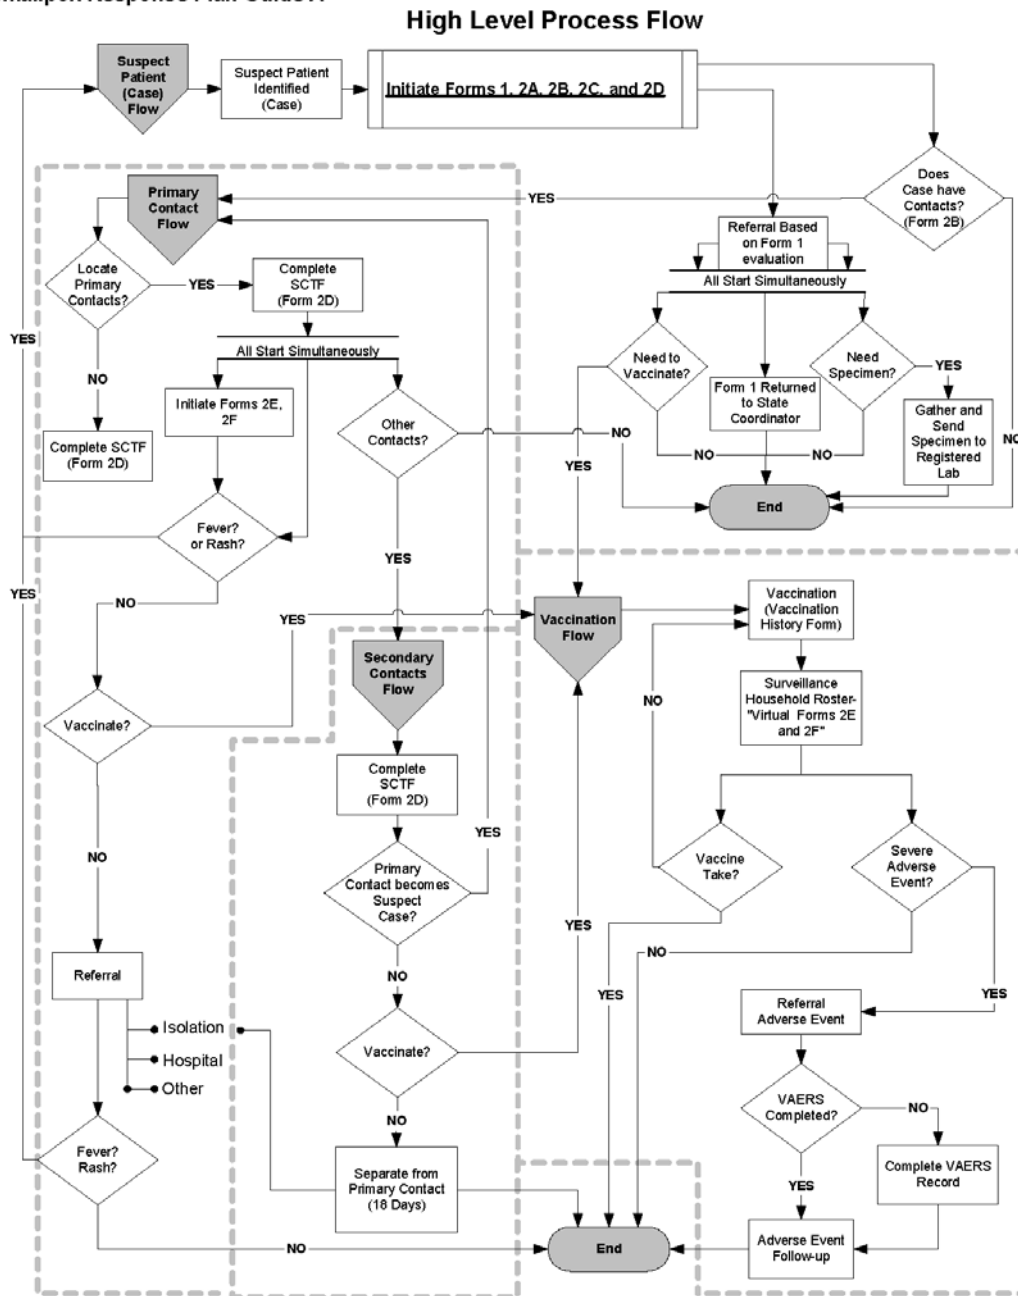 High Level Process Flow
Suspect
Patient
(Case)
Flow
Suspect Patient
Identified
(Case)
Initiate Forms 1, 2A, 2B, 2C, and 2D
Does
Case have
Contacts?
(Form 2B)
YES
NO
Primary
Contact
Flow
Referral Based
on Form 1
evaluation
All Start Simultaneously
Locate
Primary
Contacts?
YES
Complete
SCTF
(Form 2D)
NO
Complete SCTF
(Form 2D)
All Start Simultaneously
Initiate Forms 2E,
2F
Other
Contacts?
NO
YES
Need to
Vaccinate?
YES
NO
Form 1 Returned
to State
Coordinator
Need
Specimen?
YES
NO
Gather and
Send
Specimen to
Registered
Lab
End
Fever?
or Rash?
YES
NO
YES
Vaccinate?
YES
NO
Vaccination
Flow
Vaccination
(Vaccination
History Form)
Surveillance
Household Roster-
"Virtual Forms 2E
and 2F"
NO
Vaccine
Take?
YES
Severe
Adverse
Event?
NO
YES
Secondary
Contacts
Flow
Complete
SCTF
(Form 2D)
Primary
Contact becomes
Suspect
Case?
YES
NO
Vaccinate?
YES
NO
Separate from
Primary Contact
(18 Days)
Referral
Isolation
Hospital
Other
Fever?
Rash?
NO
Referral
Adverse Event
VAERS
Completed?
NO
YES
Complete VAERS
Record
Adverse Event
Follow-up
End